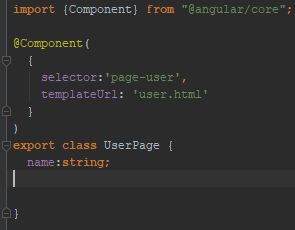 import {Component} from "@angular/core";
@Component(
{
selector:'page-user',
templateUrl: 'user.html'
}
)
export class UserPage {
name:string;
}